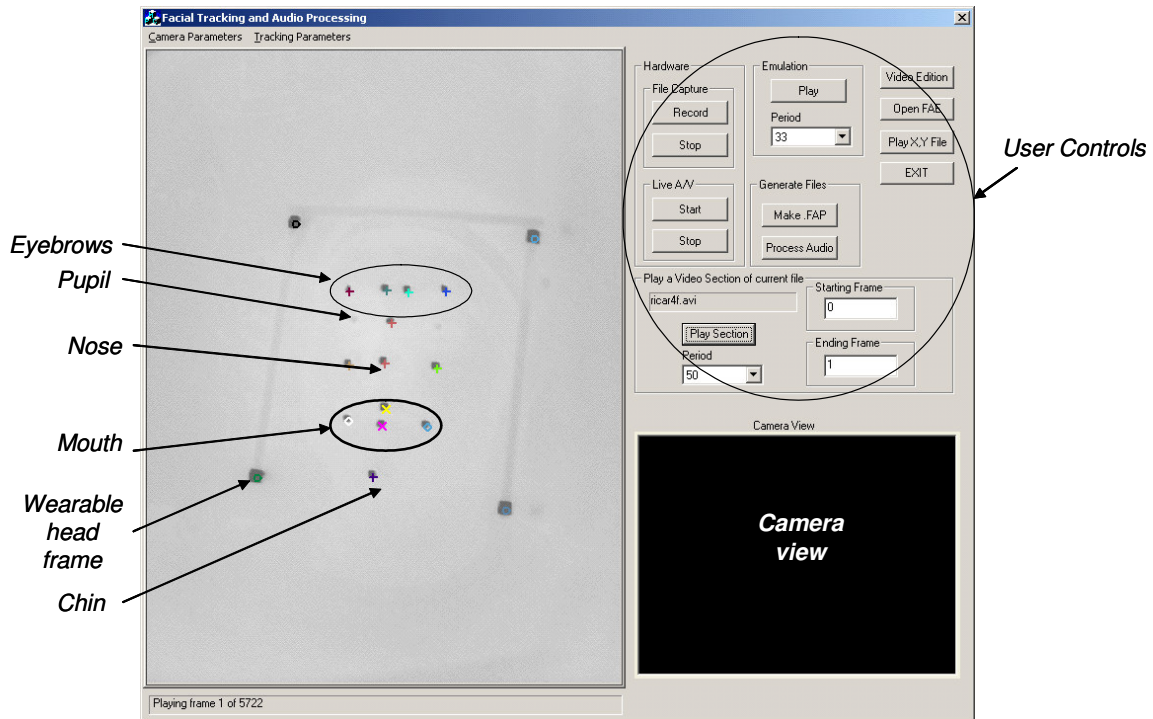 Facial Tracking and Audio Processing
Camera Parameters Tracking Parameters
Hardware
File Capture
Record
Stop
Live A/V
Start
Stop
Emulation
Play
Period
33
Generate Files
Make .FAP
Process Audio
Video Edition
Open FAE
Play X,Y File
EXIT
User Controls
Play a Video Section of current file
ricar4f.avi
Play Section
Period
50
Starting Frame
0
Ending Frame
1
Camera View
Camera
view
Eyebrows
Pupil
Nose
Mouth
Wearable
head
frame
Chin
Playing frame 1 of 5722